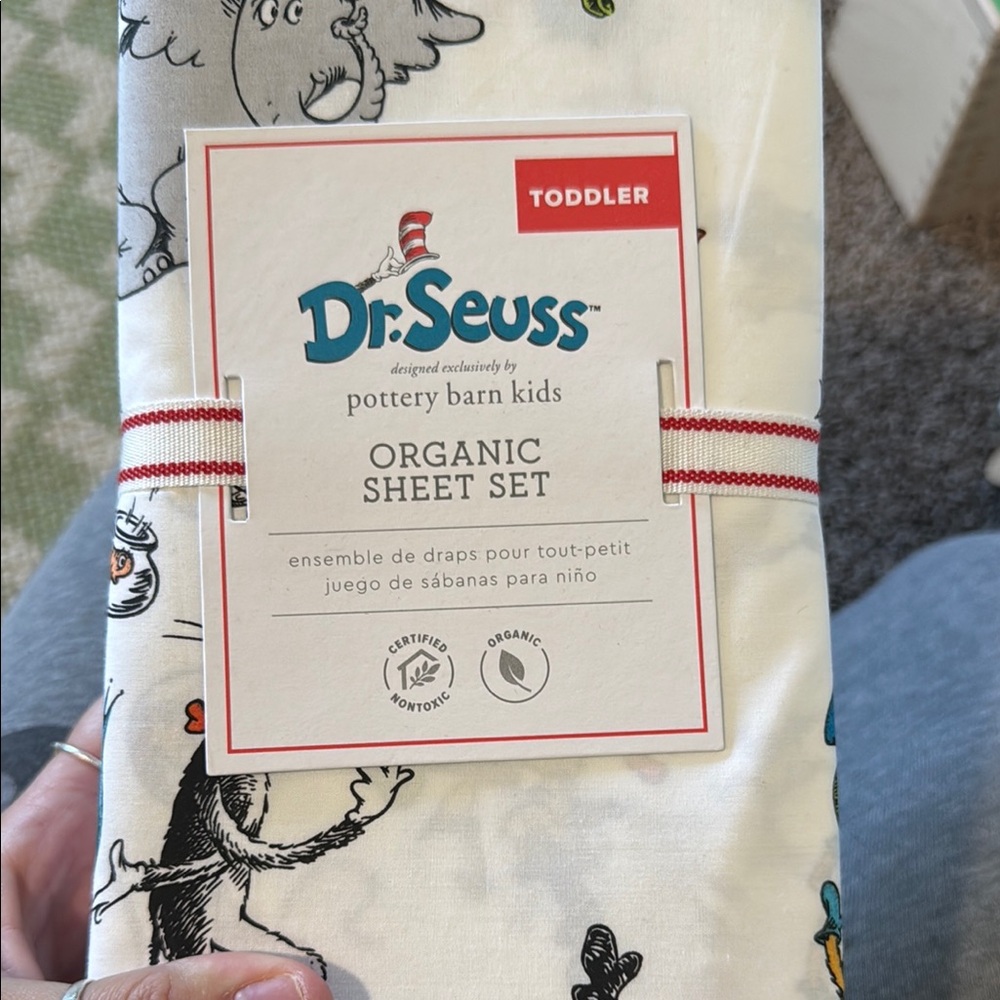 TODDLER
Dr. Seuss™
designed exclusively by
pottery barn kids
ORGANIC
SHEET SET
ensemble de draps pour tout-petit
juego de sábanas para niño
CERTIFIED
NONTOXIC
ORGANIC